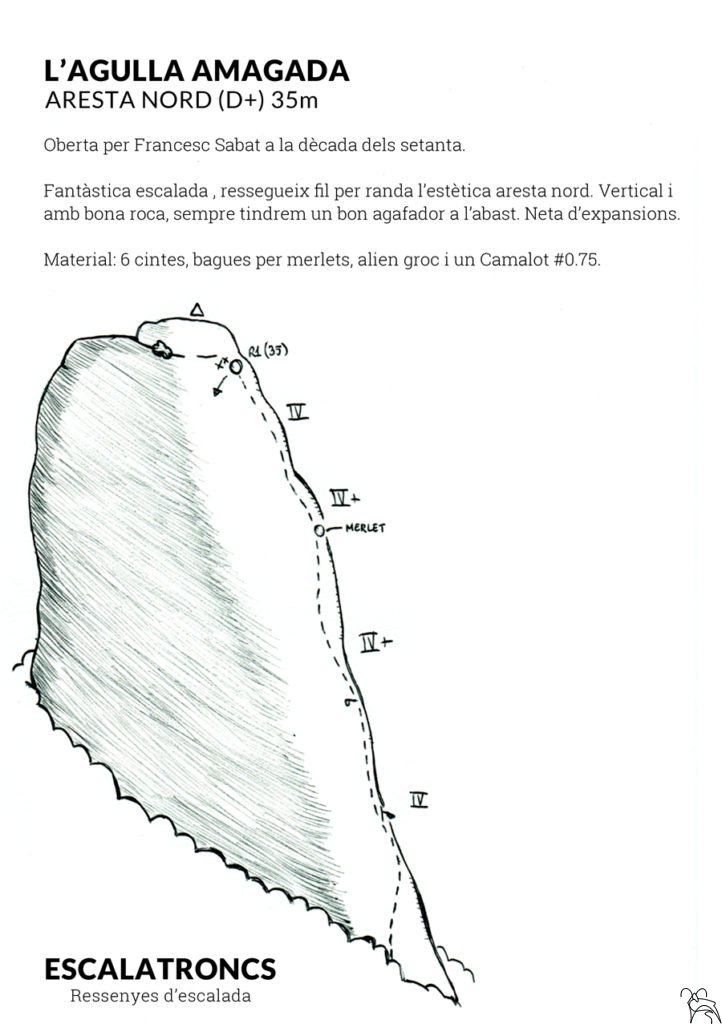 L'AGULLA AMAGADA
ARESTA NORD (D+) 35m
Oberta per Francesc Sabat a la dècada dels setanta.
Fantàstica escalada , ressegueix fil per randa l'estètica aresta nord. Vertical i
amb bona roca, sempre tindrem un bon agafador a l'abast. Neta d'expansions.
Material: 6 cintes, bagues per merlets, alien groc i un Camalot #0.75.
R1 (35)
IV
IV+
MERLET
IV+
IV
ESCALATRONCS
Ressenyes d'escalada